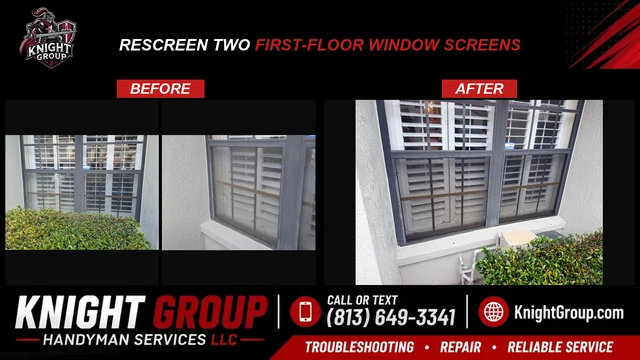 KNIGHT
GROUP
RESCREEN TWO FIRST-FLOOR WINDOW SCREENS
BEFORE
AFTER
KNIGHT GROUP
HANDYMAN SERVICES LLC
CALL OR TEXT
(813) 649-3341
KnightGroup.com
TROUBLESHOOTING • REPAIR • RELIABLE SERVICE